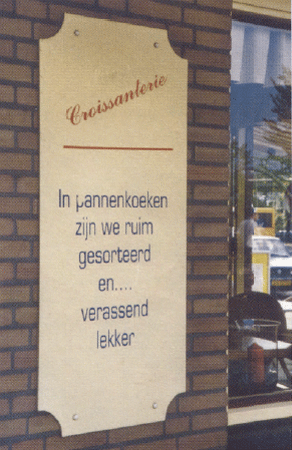 Croissanterie
In pannenkoeken
zijn we ruim
gesorteerd
en....
verassend
lekker